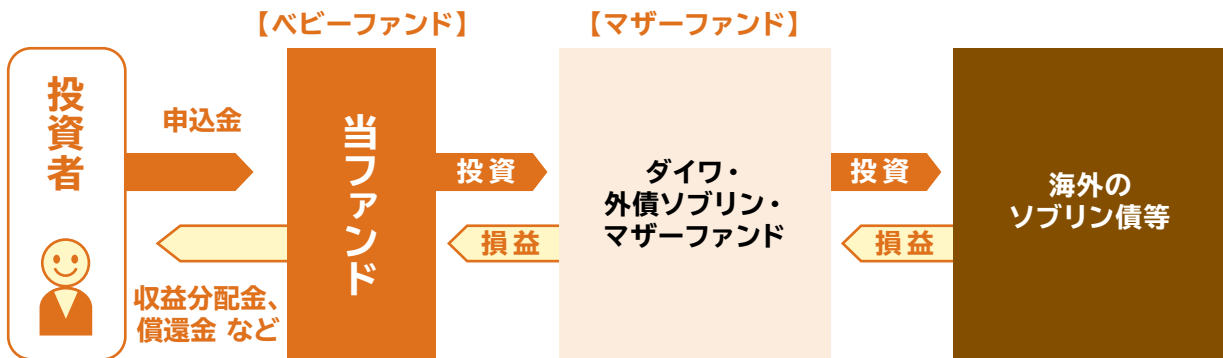 【ベビーファンド】
【マザーファンド】
投資者
申込金
収益分配金、
償還金 など
当ファンド
投資
損益
ダイワ・
外債ソブリン・
マザーファンド
投資
損益
海外の
ソブリン債等